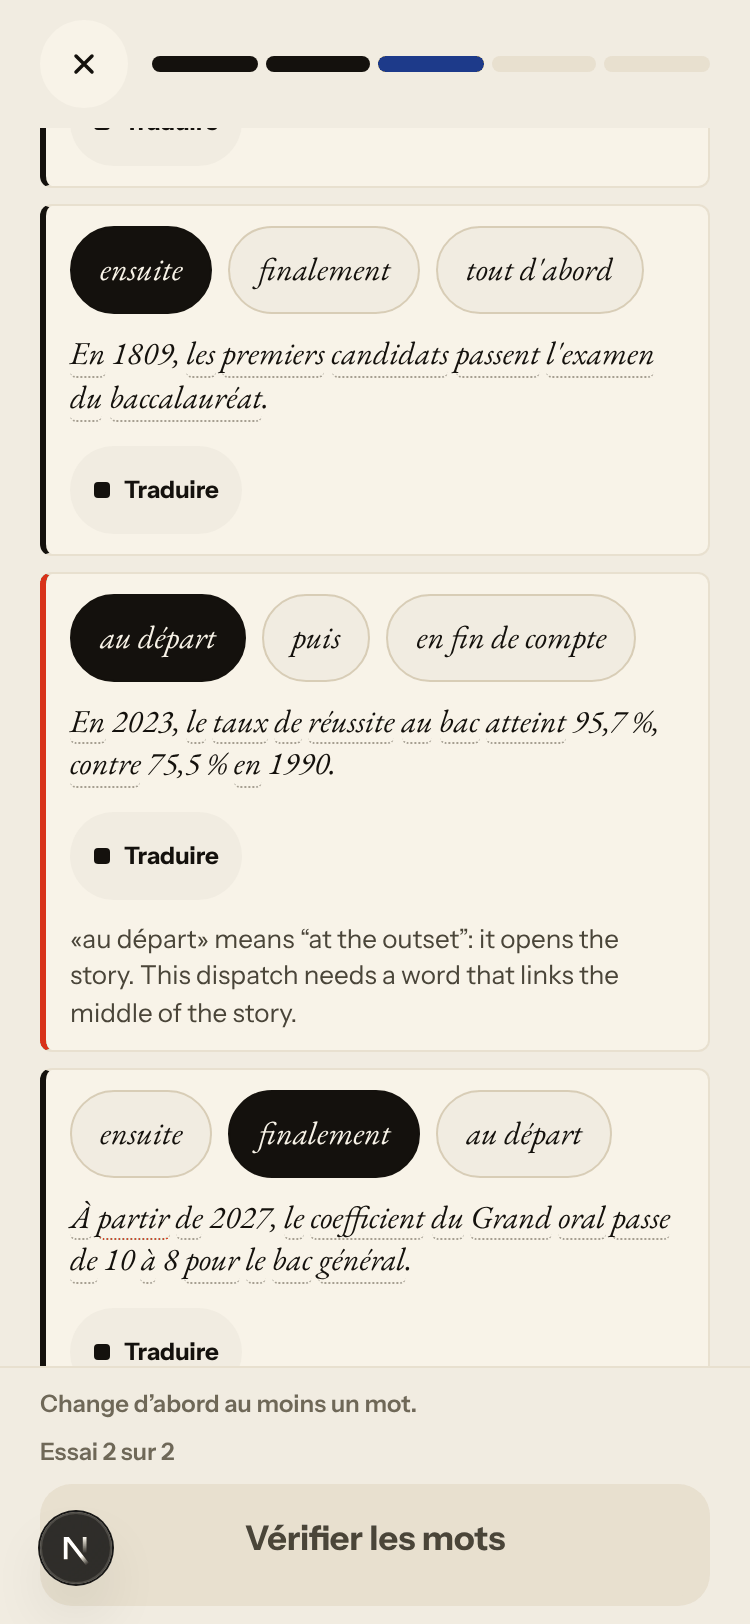 Traduire
ensuite
finalement
tout d'abord
En 1809, les premiers candidats passent l'examen
du baccalauréat.
Traduire
au départ
puis
en fin de compte
En 2023, le taux de réussite au bac atteint 95,7 %,
contre 75,5 % en 1990.
Traduire
«au départ» means “at the outset”: it opens the
story. This dispatch needs a word that links the
middle of the story.
ensuite
finalement
au départ
À partir de 2027, le coefficient du Grand oral passe
de 10 à 8 pour le bac général.
Traduire
Change d’abord au moins un mot.
Essai 2 sur 2
Vérifier les mots
N